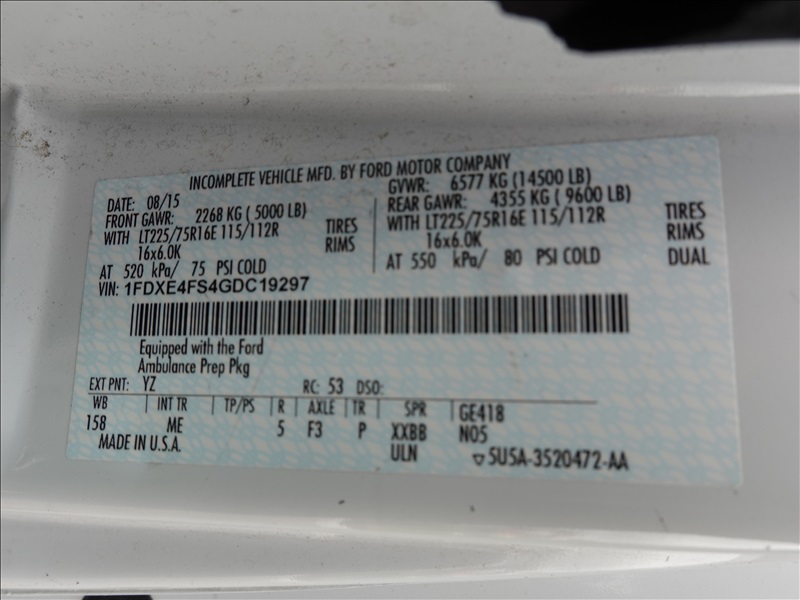 INCOMPLETE VEHICLE MFD. BY FORD MOTOR COMPANY
DATE: 08/15 GVWR: 6577 KG (14500 LB)
FRONT GAWR: 2268 KG ( 5000 LB) REAR GAWR: 4355 KG ( 9600 LB)
WITH LT225/75R16E 115/112R TIRES WITH LT225/75R16E 115/112R TIRES
16x6.0K RIMS 16x6.0K RIMS
AT 520 kPa/ 75 PSI COLD AT 550 kPa/ 80 PSI COLD DUAL
VIN: 1FDXE4FS4GDC19297
Equipped with the Ford
Ambulance Prep Pkg
EXT PNT: YZ RC: 53 DSO:
WB INT TR TP/PS R AXLE TR SPR GE418
158 ME 5 F3 P XXBB N05
MADE IN U.S.A. ULN 5U5A-3520472-AA